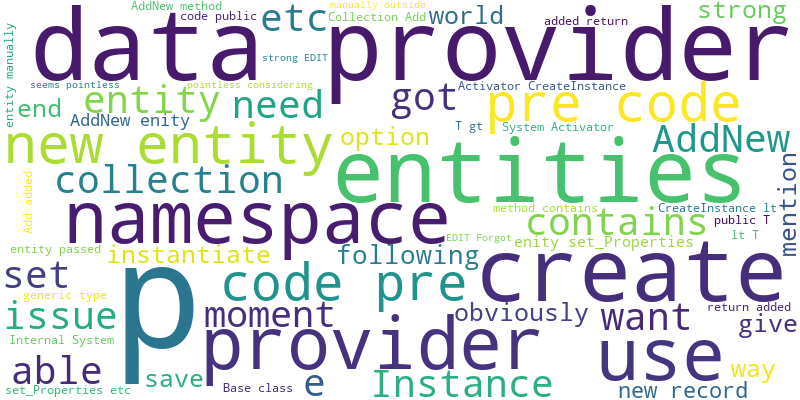 AddNew method
manually outside
code public
etc
Collection Add
world
added return
strong
data provider
strong EDIT
entity manually
seems pointless
pointless considering
Activator CreateInstance
end
entity
need
got
pre code
AddNew enity
T gt
System Activator
new entity
option
AddNew
entities
collection
mention
Add added
namespace
method contains
CreateInstance lt
contains
public T
EDIT Forgot
enity set_Properties
lt T
entity passed
instantiate
following
set
code pre
create
generic type
p
issue
moment
obviously
want
return added
give
Internal System
provider
use
able
save
Base class
e
Instance
way
set_Properties etc
new record